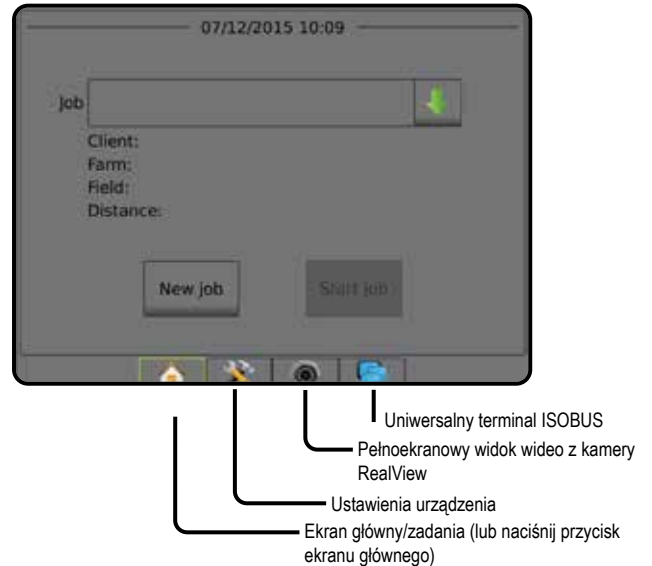 07/12/2015 10:09
Job
Client:
Farm:
Field:
Distance:
New job
Start job
Uniwersalny terminal ISOBUS
Pełnoekranowy widok wideo z kamery
RealView
Ustawienia urządzenia
Ekran główny/zadania (lub naciśnij przycisk
ekranu głównego)